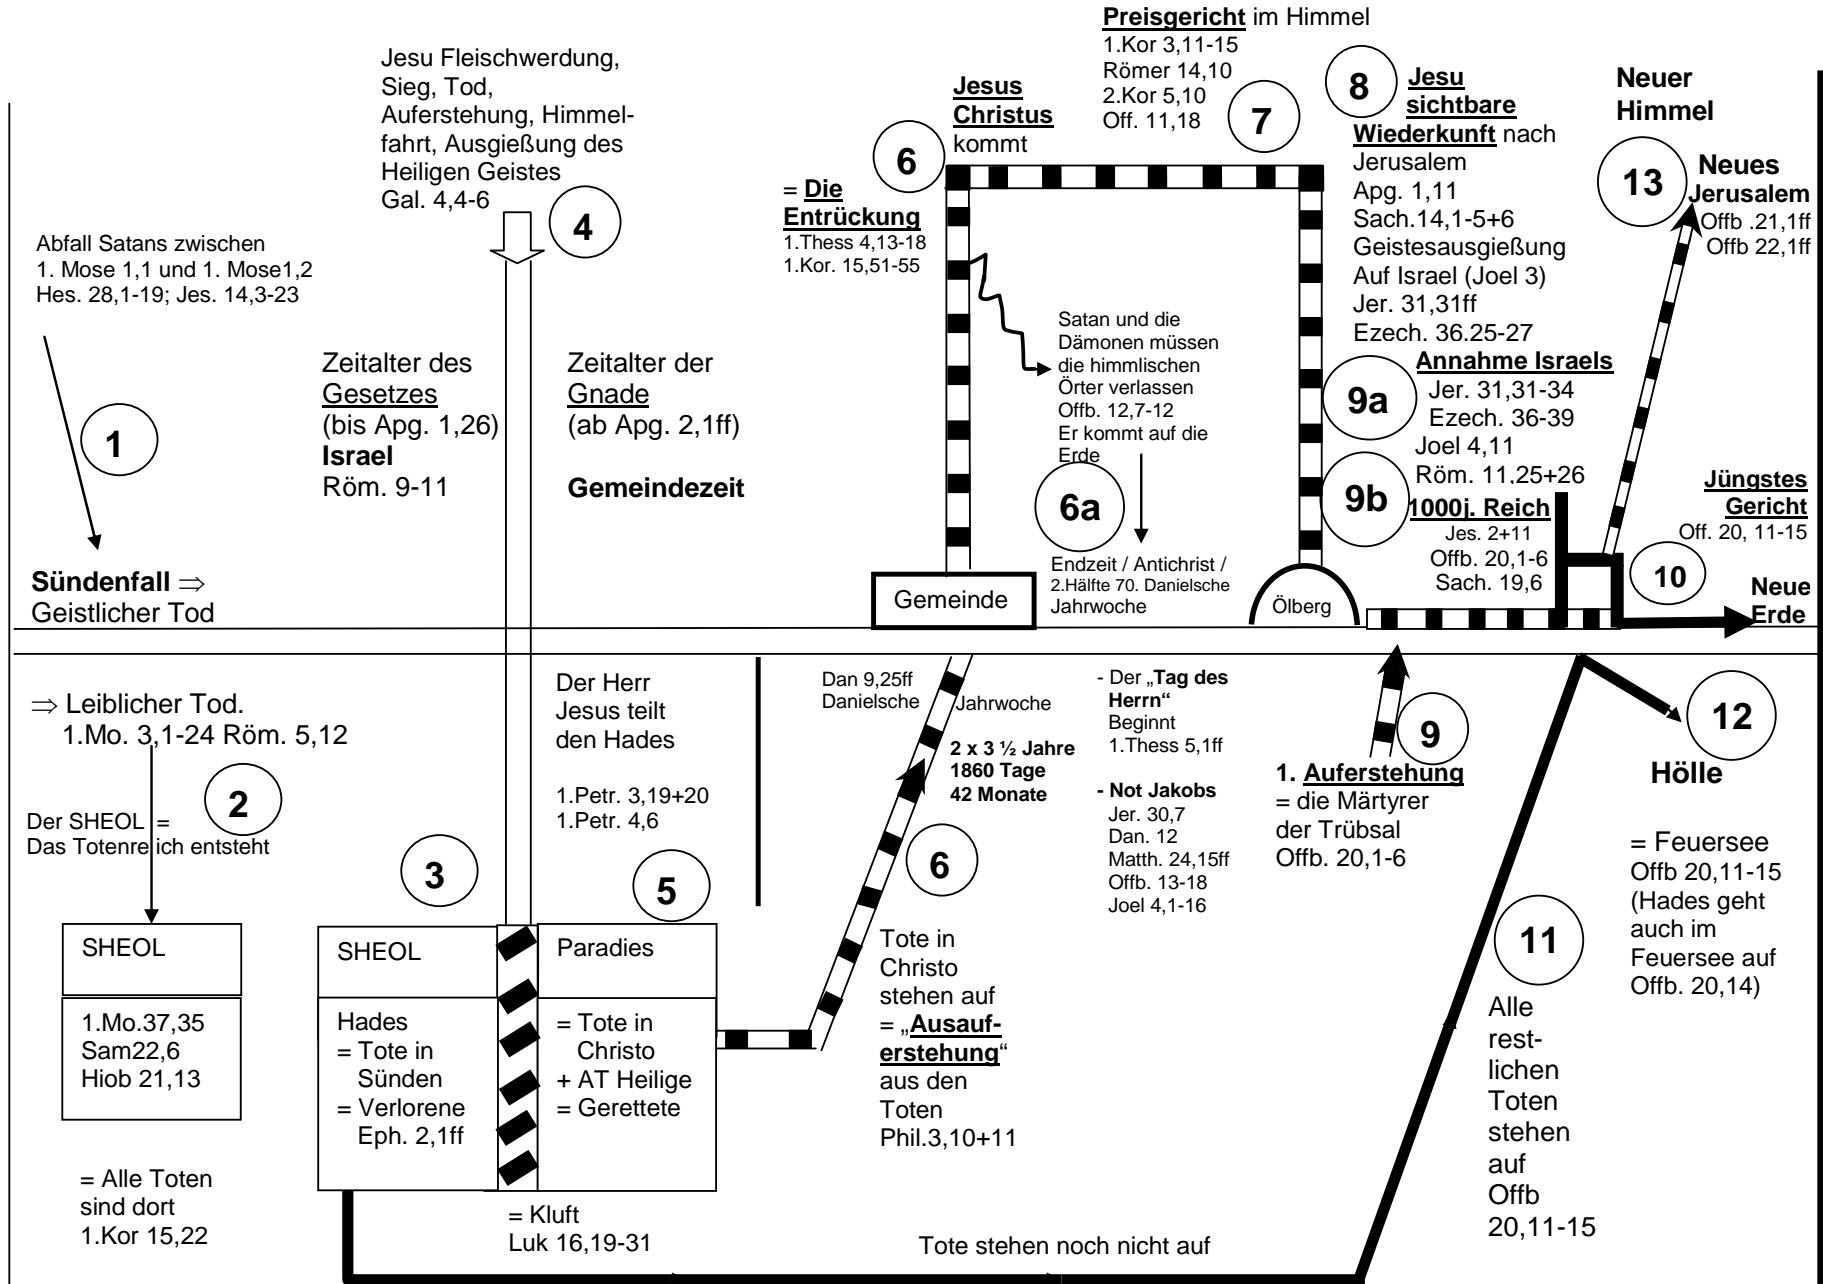 Preisgericht im Himmel
1.Kor 3,11-15
Römer 14,10
2.Kor 5,10
Off. 11,18
7
Jesu Fleischwerdung,
Sieg, Tod,
Auferstehung, Himmel-
fahrt, Ausgießung des
Heiligen Geistes
Gal. 4,4-6
4
Jesus
Christus
kommt
6
= Die
Entrückung
1.Thess 4,13-18
1.Kor. 15,51-55
8
Jesu
sichtbare
Wiederkunft nach
Jerusalem
Apg. 1,11
Sach.14,1-5+6
Geistesausgießung
Auf Israel (Joel 3)
Jer. 31,31ff
Ezech. 36.25-27
Neuer
Himmel
13
Neues
Jerusalem
Offb .21,1ff
Offb 22,1ff
Abfall Satans zwischen
1. Mose 1,1 und 1. Mose1,2
Hes. 28,1-19; Jes. 14,3-23
1
Zeitalter des
Gesetzes
(bis Apg. 1,26)
Israel
Röm. 9-11
Zeitalter der
Gnade
(ab Apg. 2,1ff)
Gemeindezeit
Satan und die
Dämonen müssen
die himmlischen
Örter verlassen
Offb. 12,7-12
Er kommt auf die
Erde
6a
Endzeit / Antichrist /
2.Hälfte 70. Danielsche
Jahrwoche
9a
Annahme Israels
Jer. 31,31-34
Ezech. 36-39
Joel 4,11
Röm. 11,25+26
9b
1000j. Reich
Jes. 2+11
Offb. 20,1-6
Sach. 19,6
Jüngstes
Gericht
Off. 20, 11-15
10
Neue
Erde
Sündenfall ⇒
Geistlicher Tod
Gemeinde
Ölberg
⇒ Leiblicher Tod.
1.Mo. 3,1-24 Röm. 5,12
2
Der SHEOL =
Das Totenreich entsteht
SHEOL
1.Mo.37,35
Sam22,6
Hiob 21,13
= Alle Toten
sind dort
1.Kor 15,22
3
SHEOL
Hades
= Tote in
Sünden
= Verlorene
Eph. 2,1ff
Der Herr
Jesus teilt
den Hades
1.Petr. 3,19+20
1.Petr. 4,6
5
Paradies
= Tote in
Christo
+ AT Heilige
= Gerettete
= Kluft
Luk 16,19-31
Dan 9,25ff
Danielsche Jahrwoche
2 x 3 ½ Jahre
1860 Tage
42 Monate
6
Tote in
Christo
stehen auf
= „Ausauf-
erstehung“
aus den
Toten
Phil.3,10+11
- Der „Tag des
Herrn“
Beginnt
1.Thess 5,1ff
- Not Jakobs
Jer. 30,7
Dan. 12
Matth. 24,15ff
Offb. 13-18
Joel 4,1-16
9
1. Auferstehung
= die Märtyrer
der Trübsal
Offb. 20,1-6
12
Hölle
= Feuersee
Offb 20,11-15
(Hades geht
auch im
Feuersee auf
Offb. 20,14)
11
Alle
rest-
lichen
Toten
stehen
auf
Offb
20,11-15
Tote stehen noch nicht auf